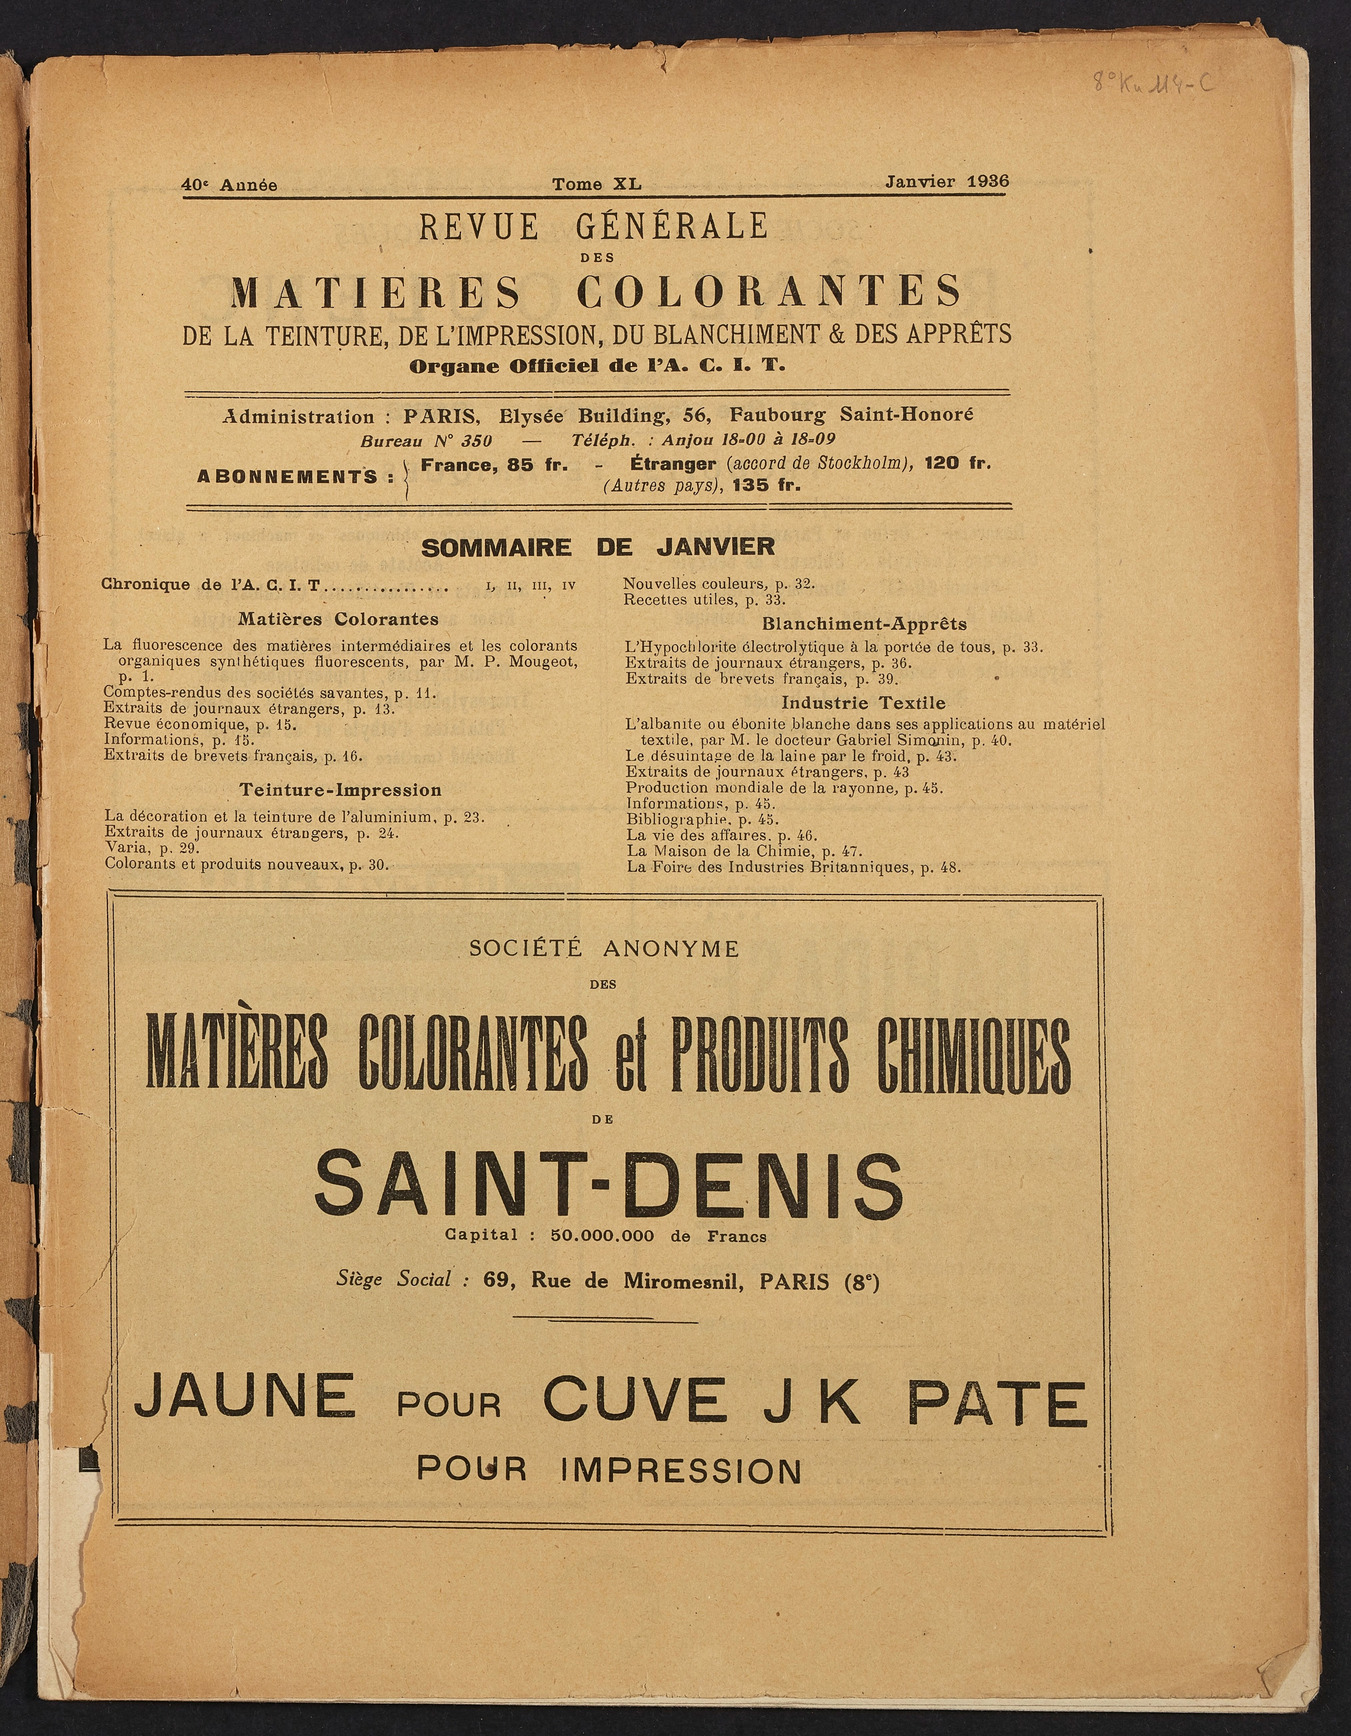 8° Ku 114-C
40e Année Tome XL Janvier 1936
REVUE GÉNÉRALE
DES
MATIERES COLORANTES
DE LA TEINTURE, DE L'IMPRESSION, DU BLANCHIMENT & DES APPRÊTS
Organe Officiel de l'A. C. I. T.
Administration : PARIS, Elysée Building, 56, Faubourg Saint-Honoré
Bureau N° 350 — Téléph. : Anjou 18-00 à 18-09
ABONNEMENTS : { France, 85 fr. - Étranger (accord de Stockholm), 120 fr.
(Autres pays), 135 fr.
SOMMAIRE DE JANVIER
Chronique de l'A. C. I. T................ I, II, III, IV
Matières Colorantes
La fluorescence des matières intermédiaires et les colorants
organiques synthétiques fluorescents, par M. P. Mougeot,
p. 1.
Comptes-rendus des sociétés savantes, p. 11.
Extraits de journaux étrangers, p. 13.
Revue économique, p. 15.
Informations, p. 15.
Extraits de brevets français, p. 16.
Teinture-Impression
La décoration et la teinture de l'aluminium, p. 23.
Extraits de journaux étrangers, p. 24.
Varia, p. 29.
Colorants et produits nouveaux, p. 30.
Nouvelles couleurs, p. 32.
Recettes utiles, p. 33.
Blanchiment-Apprêts
L'Hypochlorite électrolytique à la portée de tous, p. 33.
Extraits de journaux étrangers, p. 36.
Extraits de brevets français, p. 39.
Industrie Textile
L'albanite ou ébonite blanche dans ses applications au matériel
textile, par M. le docteur Gabriel Simonin, p. 40.
Le désuintage de la laine par le froid, p. 43.
Extraits de journaux étrangers, p. 43
Production mondiale de la rayonne, p. 45.
Informations, p. 45.
Bibliographie, p. 45.
La vie des affaires, p. 46.
La Maison de la Chimie, p. 47.
La Foire des Industries Britanniques, p. 48.
SOCIÉTÉ ANONYME
DES
MATIÈRES COLORANTES et PRODUITS CHIMIQUES
DE
SAINT-DENIS
Capital : 50.000.000 de Francs
Siège Social : 69, Rue de Miromesnil, PARIS (8e)
JAUNE POUR CUVE J K PATE
POUR IMPRESSION